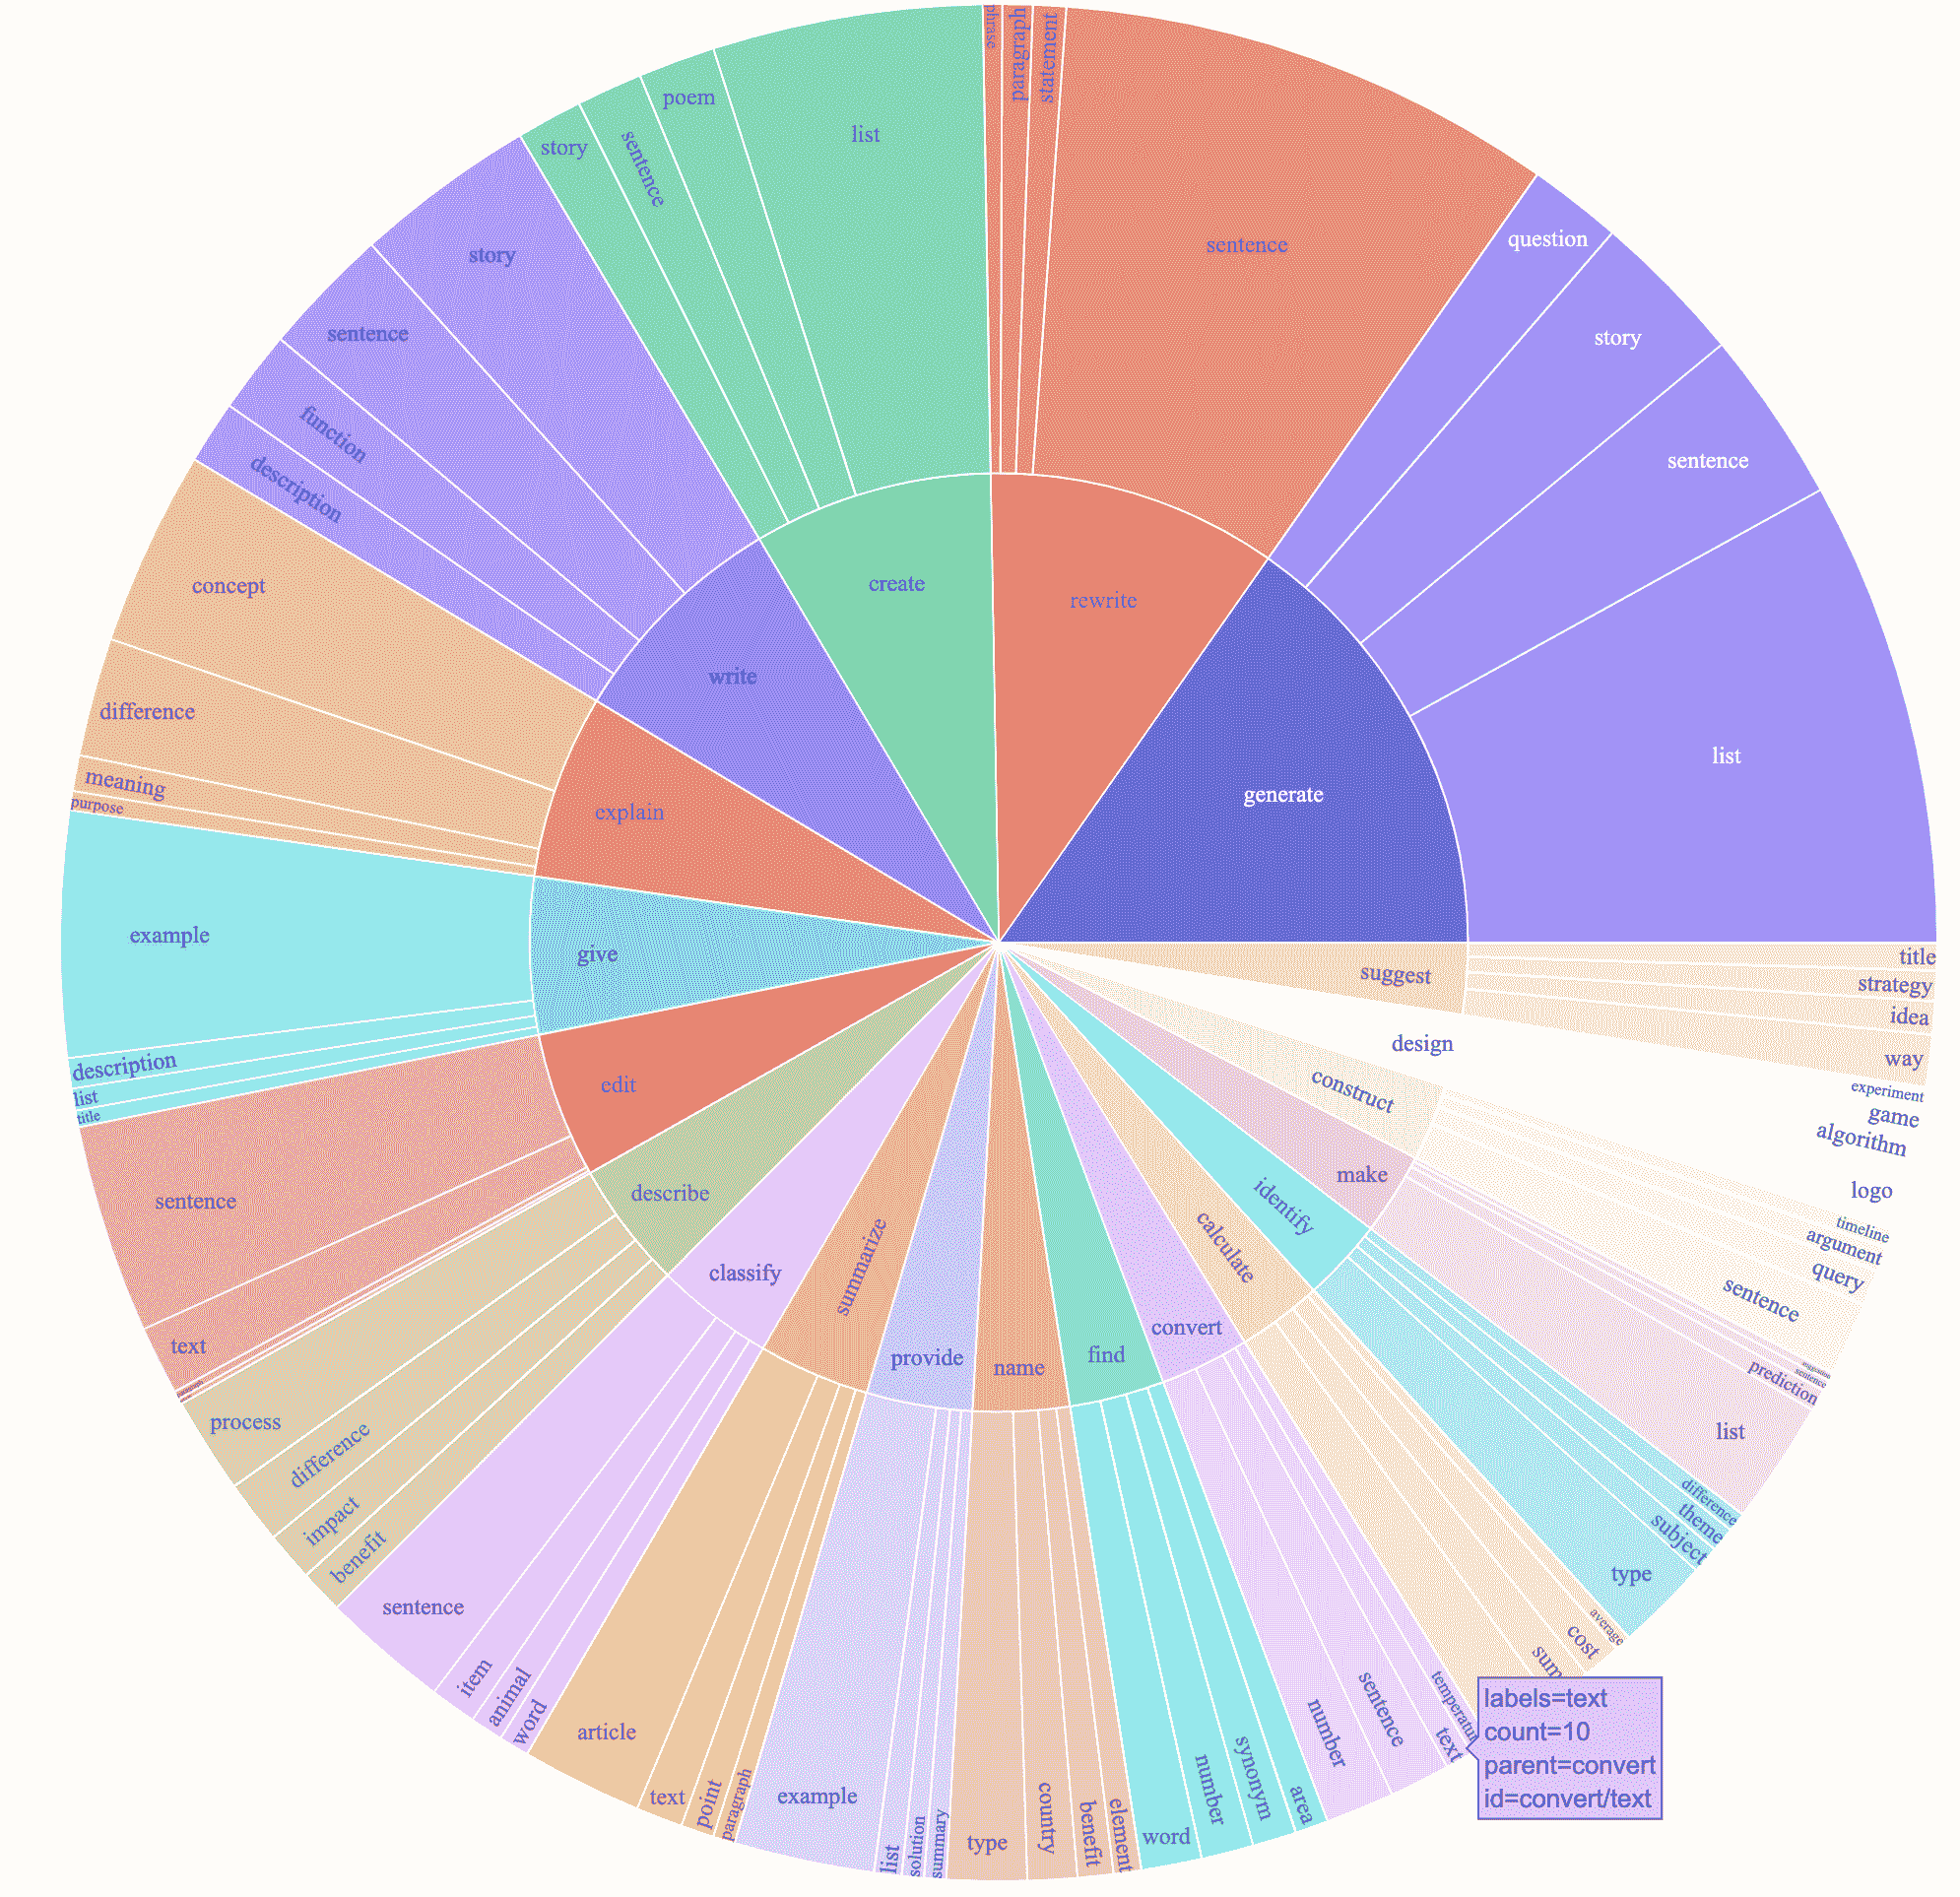 phrase
paragraph
statement
sentence
rewrite
question
story
sentence
list
generate
title
strategy
idea
way
suggest
experiment
game
algorithm
logo
design
timeline
argument
query
sentence
construct
suggestion
sentence
prediction
list
make
difference
theme
subject
type
identify
average
cost
sum
calculate
labels=text
count=10
parent=convert
id=convert/text
text
sentence
number
convert
area
synonym
number
word
find
element
benefit
country
type
name
summary
solution
list
example
provide
paragraph
point
text
article
summarize
word
animal
item
sentence
classify
benefit
impact
difference
process
describe
paragraph
text
sentence
edit
title
list
description
example
give
purpose
meaning
difference
concept
explain
description
function
sentence
story
write
story
sentence
poem
list
create